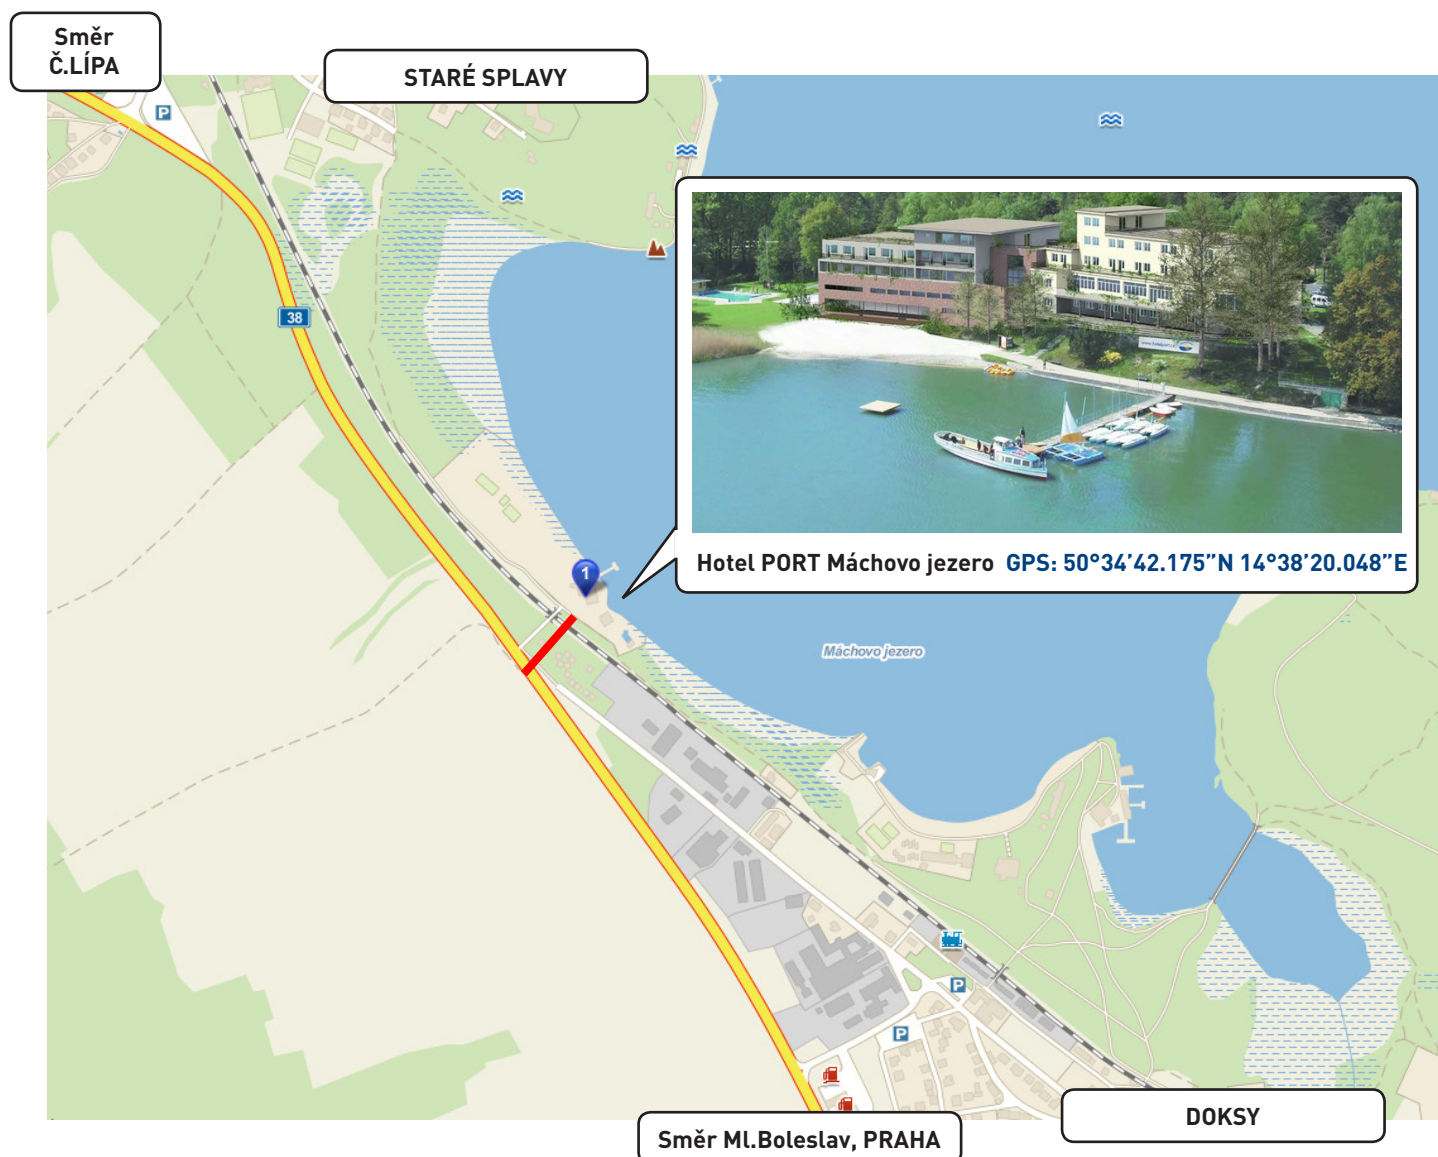 Směr
Č.LÍPA
STARÉ SPLAVY
P
38
1
Hotel PORT Máchovo jezero GPS: 50°34’42.175”N 14°38’20.048”E
Máchovo jezero
P
P
DOKSY
Směr Ml.Boleslav, PRAHA